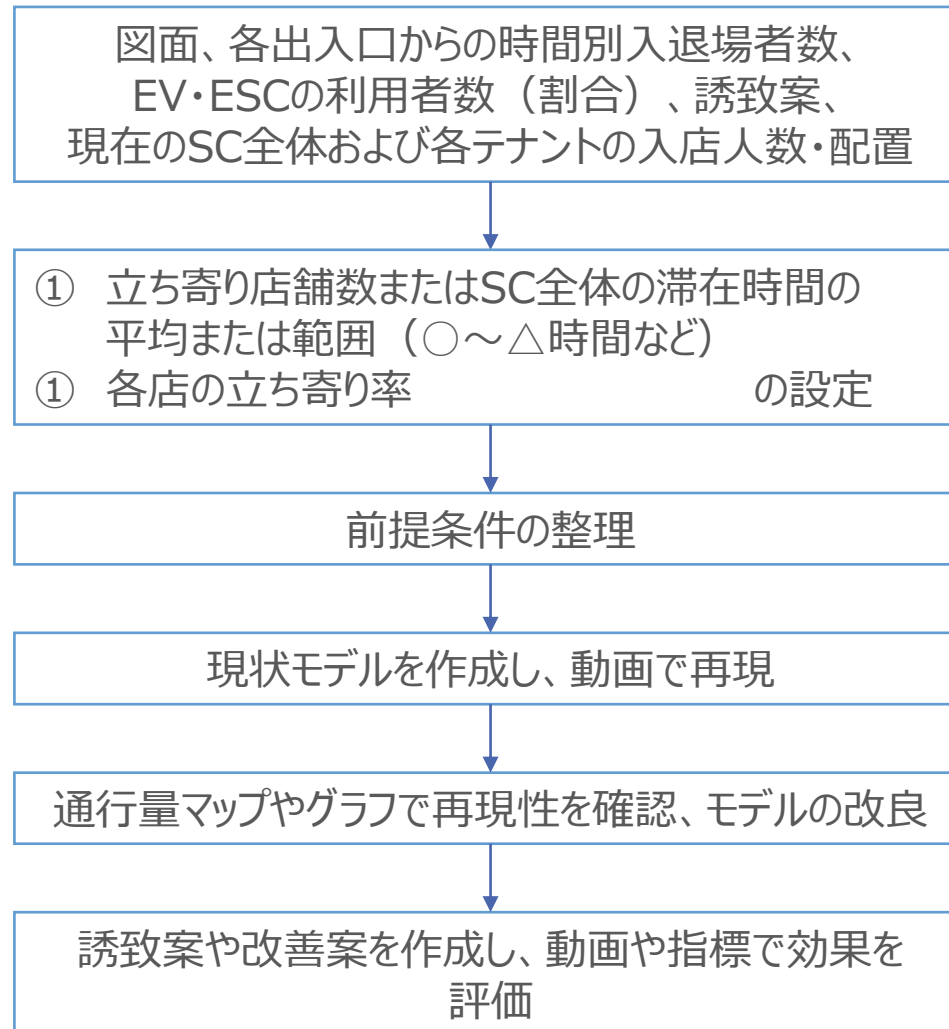 図面、各出入口からの時間別入退場者数、
EV・ESCの利用者数（割合）、誘致案、
現在のSC全体および各テナントの入店人数・配置
① 立ち寄り店舗数またはSC全体の滞在時間の
平均または範囲（○～△時間など）
① 各店の立ち寄り率 の設定
前提条件の整理
現状モデルを作成し、動画で再現
通行量マップやグラフで再現性を確認、モデルの改良
誘致案や改善案を作成し、動画や指標で効果を
評価